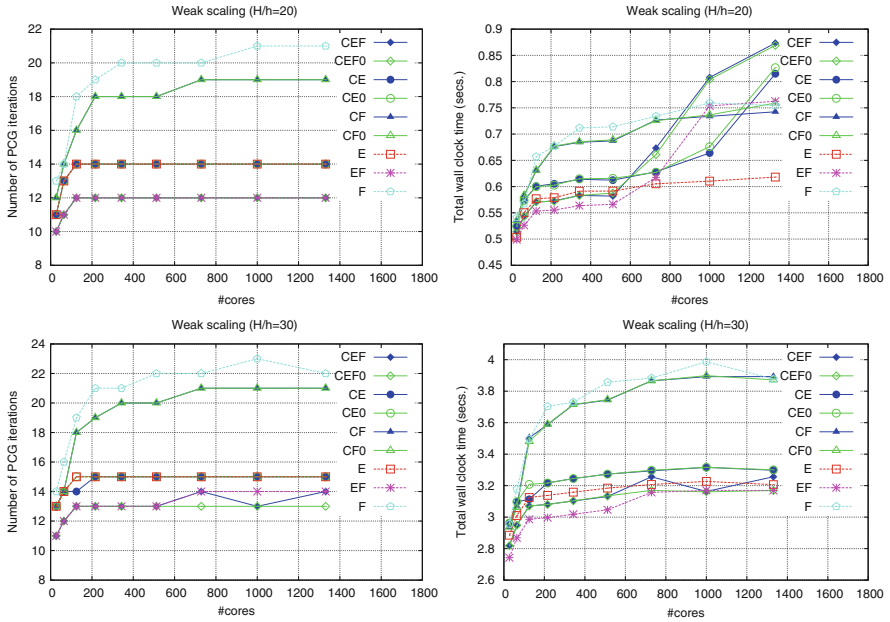 Weak scaling (H/h=20)
Number of PCG iterations
22
20
18
16
14
12
10
8
0 200 400 600 800 1000 1200 1400 1600 1800
#cores
CEF
CEF0
CE
CE0
CF
CF0
E
EF
F
Weak scaling (H/h=20)
Total wall clock time (secs.)
0.9
0.85
0.8
0.75
0.7
0.65
0.6
0.55
0.5
0.45
0 200 400 600 800 1000 1200 1400 1600 1800
#cores
CEF
CEF0
CE
CE0
CF
CF0
E
EF
F
Weak scaling (H/h=30)
Number of PCG iterations
24
22
20
18
16
14
12
10
8
0 200 400 600 800 1000 1200 1400 1600 1800
#cores
CEF
CEF0
CE
CE0
CF
CF0
E
EF
F
Weak scaling (H/h=30)
Total wall clock time (secs.)
4
3.8
3.6
3.4
3.2
3
2.8
2.6
0 200 400 600 800 1000 1200 1400 1600 1800
#cores
CEF
CEF0
CE
CE0
CF
CF0
E
EF
F